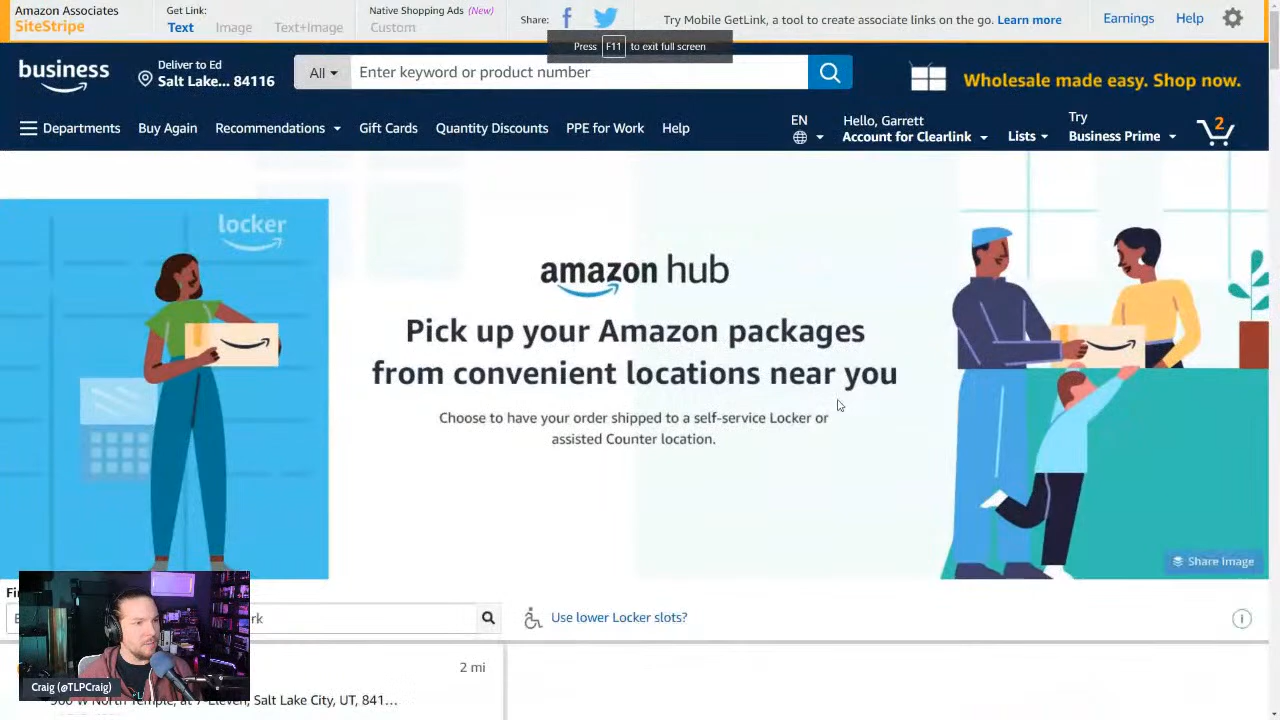 Amazon Associates
SiteStripe
Get Link:
Text Image Text+Image
Native Shopping Ads (New)
Custom
Share:
Try Mobile GetLink, a tool to create associate links on the go. Learn more
Earnings Help
Press F11 to exit full screen
business
Deliver to Ed
Salt Lake... 84116
All
Enter keyword or product number
Wholesale made easy. Shop now.
Departments Buy Again Recommendations Gift Cards Quantity Discounts PPE for Work Help
EN
Hello, Garrett
Account for Clearlink
Lists
Try
Business Prime
2
locker
amazon hub
Pick up your Amazon packages
from convenient locations near you
Choose to have your order shipped to a self-service Locker or
assisted Counter location.
Share Image
Use lower Locker slots?
2 mi
Craig (@TLPCraig)
North Temple, at 7-Eleven, Salt Lake City, UT, 841...